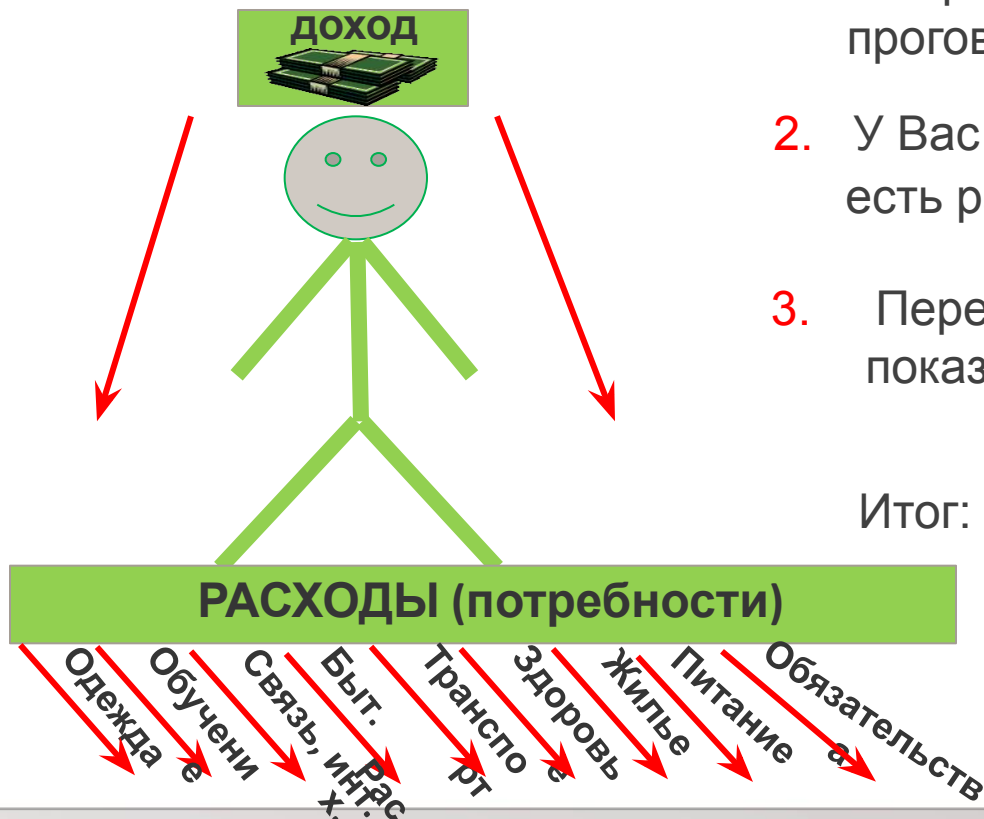 доход
прогов
2. У Вас
есть р
3. Пере
показ
Итог:
РАСХОДЫ (потребности)
Одежда
Обучени
е
Связь, инт.
Быт.
Рас
х.
Транспо
рт
Здоровь
е
Жилье
Питание
Обязательств
а